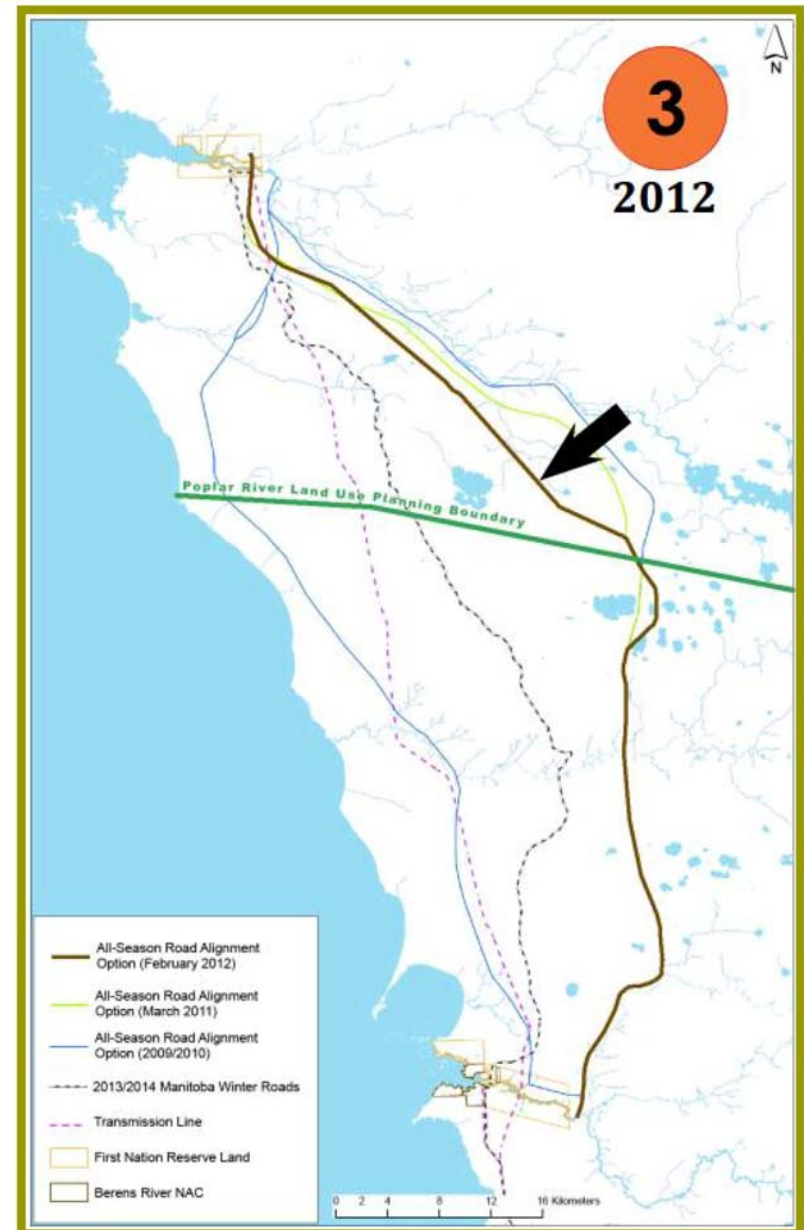 N
3
2012
Poplar River Land Use Planning Boundary
All-Season Road Alignment
Option (February 2012)
All-Season Road Alignment
Option (March 2011)
All-Season Road Alignment
Option (2009/2010)
2013/2014 Manitoba Winter Roads
Transmission Line
First Nation Reserve Land
Berens River NAC
0 2 4 8 12 16 Kilometers